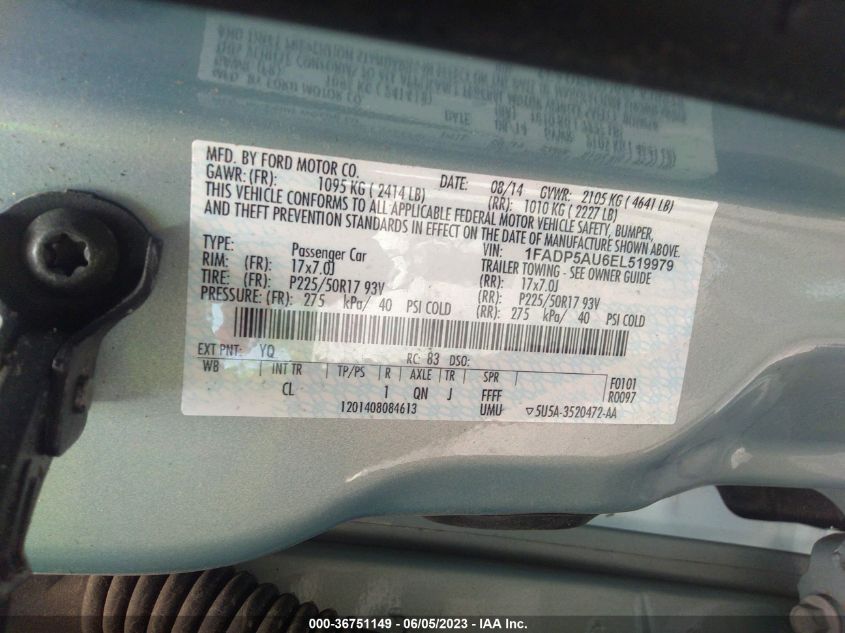 MFD. BY FORD MOTOR CO. DATE: 08/14 GVWR: 2105 KG ( 4641 LB)
GAWR: (FR): 1095 KG ( 2414 LB) (RR): 1010 KG ( 2227 LB)
THIS VEHICLE CONFORMS TO ALL APPLICABLE FEDERAL MOTOR VEHICLE SAFETY, BUMPER,
AND THEFT PREVENTION STANDARDS IN EFFECT ON THE DATE OF MANUFACTURE SHOWN ABOVE.
VIN: 1FADP5AU6EL519979
TYPE: Passenger Car TRAILER TOWING - SEE OWNER GUIDE
RIM: (FR): 17x7.0J (RR): 17x7.0J
TIRE: (FR): P225/50R17 93V (RR): P225/50R17 93V
PRESSURE: (FR): 275 kPa/ 40 PSI COLD (RR): 275 kPa/ 40 PSI COLD
EXT PNT: YQ RC: 83 DSO:
WB INT TR TP/PS R AXLE TR SPR F0101
CL 1 QN J FFFF R0097
1201408084613 UMU ▽5U5A-3520472-AA
000-36751149 - 06/05/2023 - ©IAA Inc.